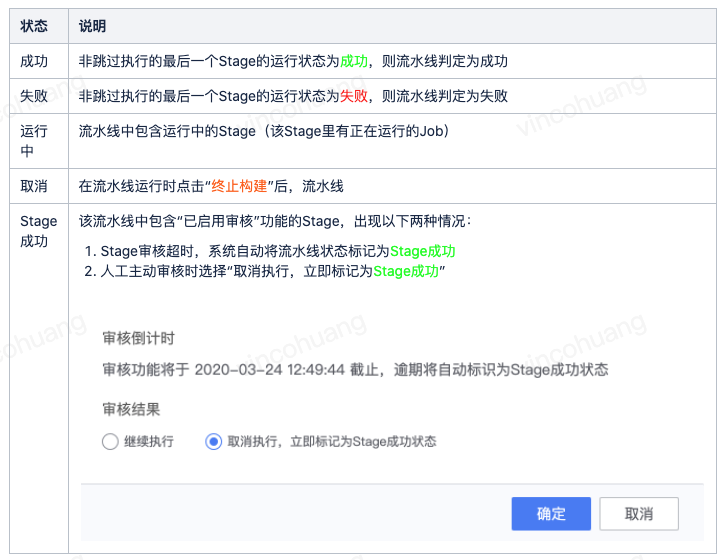 状态 说明
成功 非跳过执行的最后一个Stage的运行状态为成功，则流水线判定为成功
失败 非跳过执行的最后一个Stage的运行状态为失败，则流水线判定为失败
运行中 流水线中包含运行中的Stage（该Stage里有正在运行的Job）
取消 在流水线运行时点击“终止构建”后，流水线
Stage成功 该流水线中包含“已启用审核”功能的Stage，出现以下两种情况：
1. Stage审核超时，系统自动将流水线状态标记为Stage成功
2. 人工主动审核时选择“取消执行，立即标记为Stage成功”
审核倒计时
审核功能将于 2020-03-24 12:49:44 截止，逾期将自动标识为Stage成功状态
审核结果
继续执行 取消执行，立即标记为Stage成功状态
确定 取消
vincohuang
vincohuang
vincohuang